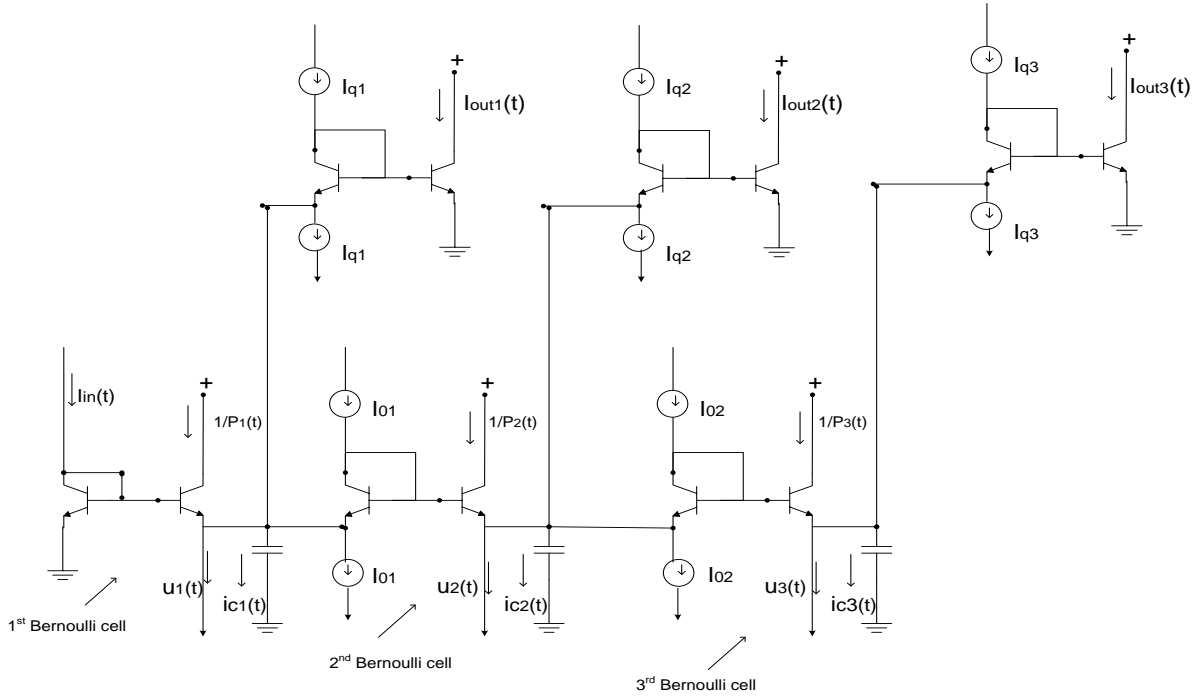 +
Iq3
Iout3(t)
+
Iq1
Iout1(t)
+
Iq2
Iout2(t)
Iq3
Iq1
Iq2
Iin(t)
+
1/P1(t)
I01
+
1/P2(t)
I02
+
1/P3(t)
u1(t)
ic1(t)
I01
u2(t)
ic2(t)
I02
u3(t)
ic3(t)
1st Bernoulli cell
2nd Bernoulli cell
3rd Bernoulli cell